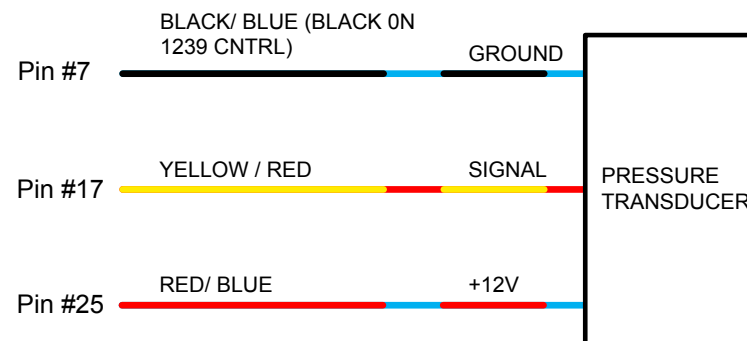 BLACK/ BLUE (BLACK 0N
1239 CNTRL)
Pin #7
GROUND
YELLOW / RED
SIGNAL
Pin #17
PRESSURE
TRANSDUCER
RED/ BLUE
+12V
Pin #25